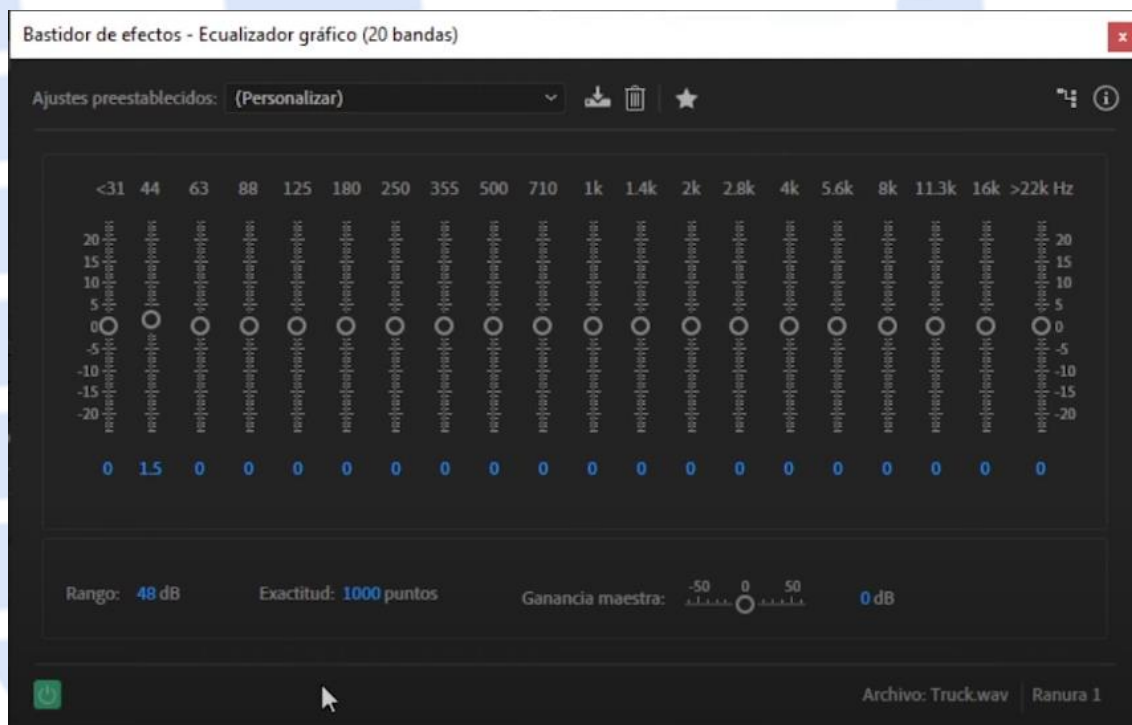 Bastidor de efectos - Ecualizador gráfico (20 bandas)
x
Ajustes preestablecidos: (Personalizar)
<31 44 63 88 125 180 250 355 500 710 1k 1.4k 2k 2.8k 4k 5.6k 8k 11.3k 16k >22k Hz
20 20
15 15
10 10
5 5
0 0
-5 -5
-10 -10
-15 -15
-20 -20
0 1.5 0 0 0 0 0 0 0 0 0 0 0 0 0 0 0 0 0 0
-50 0 50
Rango: 48 dB Exactitud: 1000 puntos Ganancia maestra: 0 dB
Archivo: Truck.wav Ranura 1